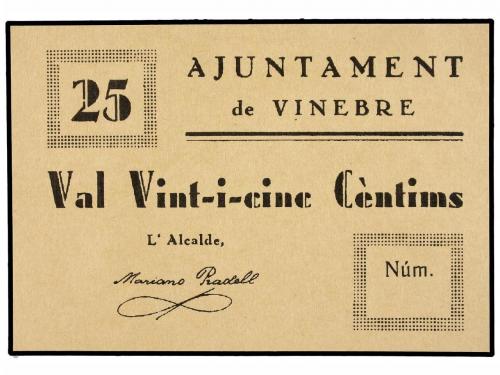 25
AJUNTAMENT
de VINEBRE
Val Vint-i-cinc Cèntims
L' Alcalde,
Mariano Pradell
Núm.